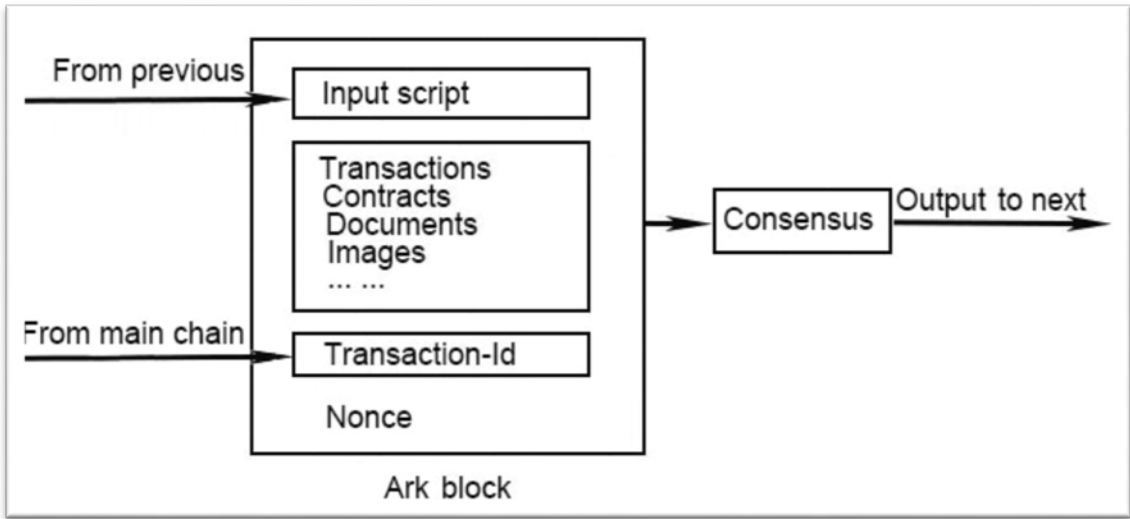 From previous
Input script
Transactions
Contracts
Documents
Images
... ...
Consensus
Output to next
From main chain
Transaction-Id
Nonce
Ark block